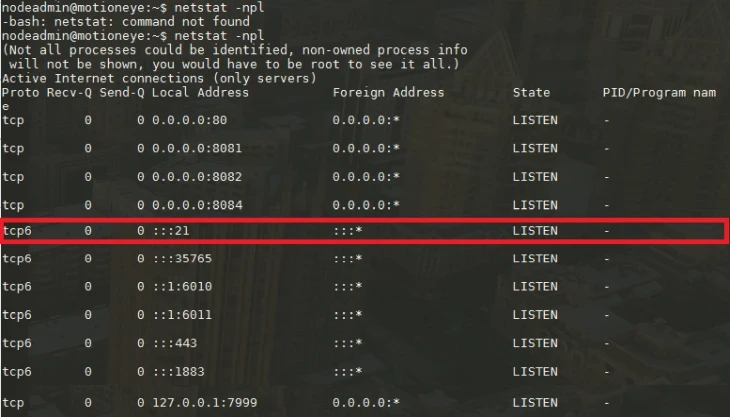 nodeadmin@motioneye:~$ netstat -npl
-bash: netstat: command not found
nodeadmin@motioneye:~$ netstat -npl
(Not all processes could be identified, non-owned process info
 will not be shown, you would have to be root to see it all.)
Active Internet connections (only servers)
Proto Recv-Q Send-Q Local Address           Foreign Address         State       PID/Program nam
e
tcp        0      0 0.0.0.0:80              0.0.0.0:*               LISTEN      -
tcp        0      0 0.0.0.0:8081            0.0.0.0:*               LISTEN      -
tcp        0      0 0.0.0.0:8082            0.0.0.0:*               LISTEN      -
tcp        0      0 0.0.0.0:8084            0.0.0.0:*               LISTEN      -
tcp6       0      0 :::21                   :::*                    LISTEN      -
tcp6       0      0 :::35765                :::*                    LISTEN      -
tcp6       0      0 ::1:6010                :::*                    LISTEN      -
tcp6       0      0 ::1:6011                :::*                    LISTEN      -
tcp6       0      0 :::443                  :::*                    LISTEN      -
tcp6       0      0 :::1883                 :::*                    LISTEN      -
tcp        0      0 127.0.0.1:7999          0.0.0.0:*               LISTEN      -